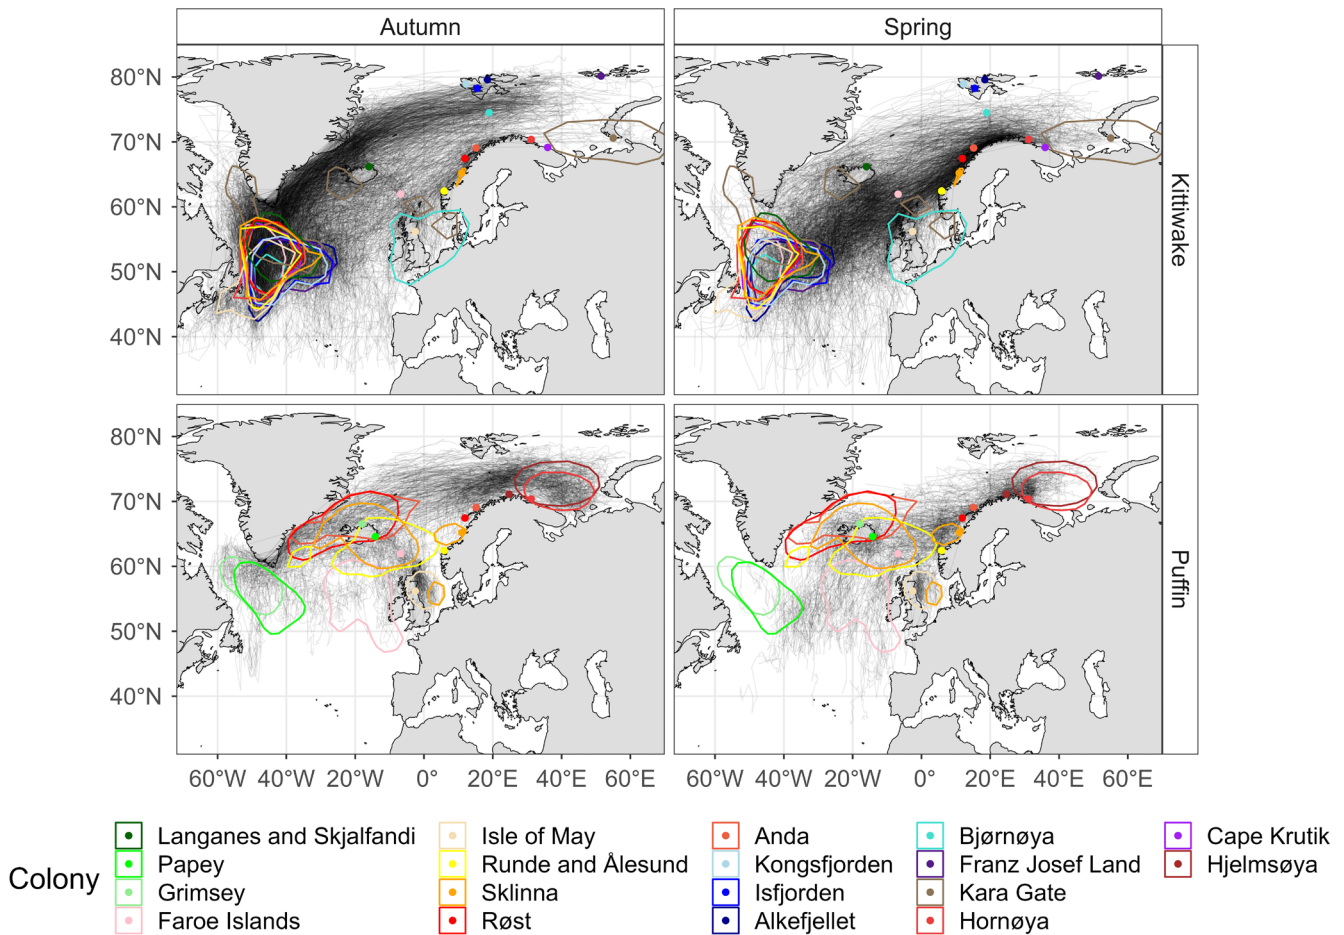 Autumn
Spring
80°N
70°N
60°N
50°N
40°N
Kittiwake
80°N
70°N
60°N
50°N
40°N
Puffin
60°W 40°W 20°W 0° 20°E 40°E 60°E
60°W 40°W 20°W 0° 20°E 40°E 60°E
Colony
Langanes and Skjalfandi
Papey
Grimsey
Faroe Islands
Isle of May
Runde and Ålesund
Sklinna
Røst
Anda
Kongsfjorden
Isfjorden
Alkefjellet
Bjørnøya
Franz Josef Land
Kara Gate
Hornøya
Cape Krutik
Hjelmsøya